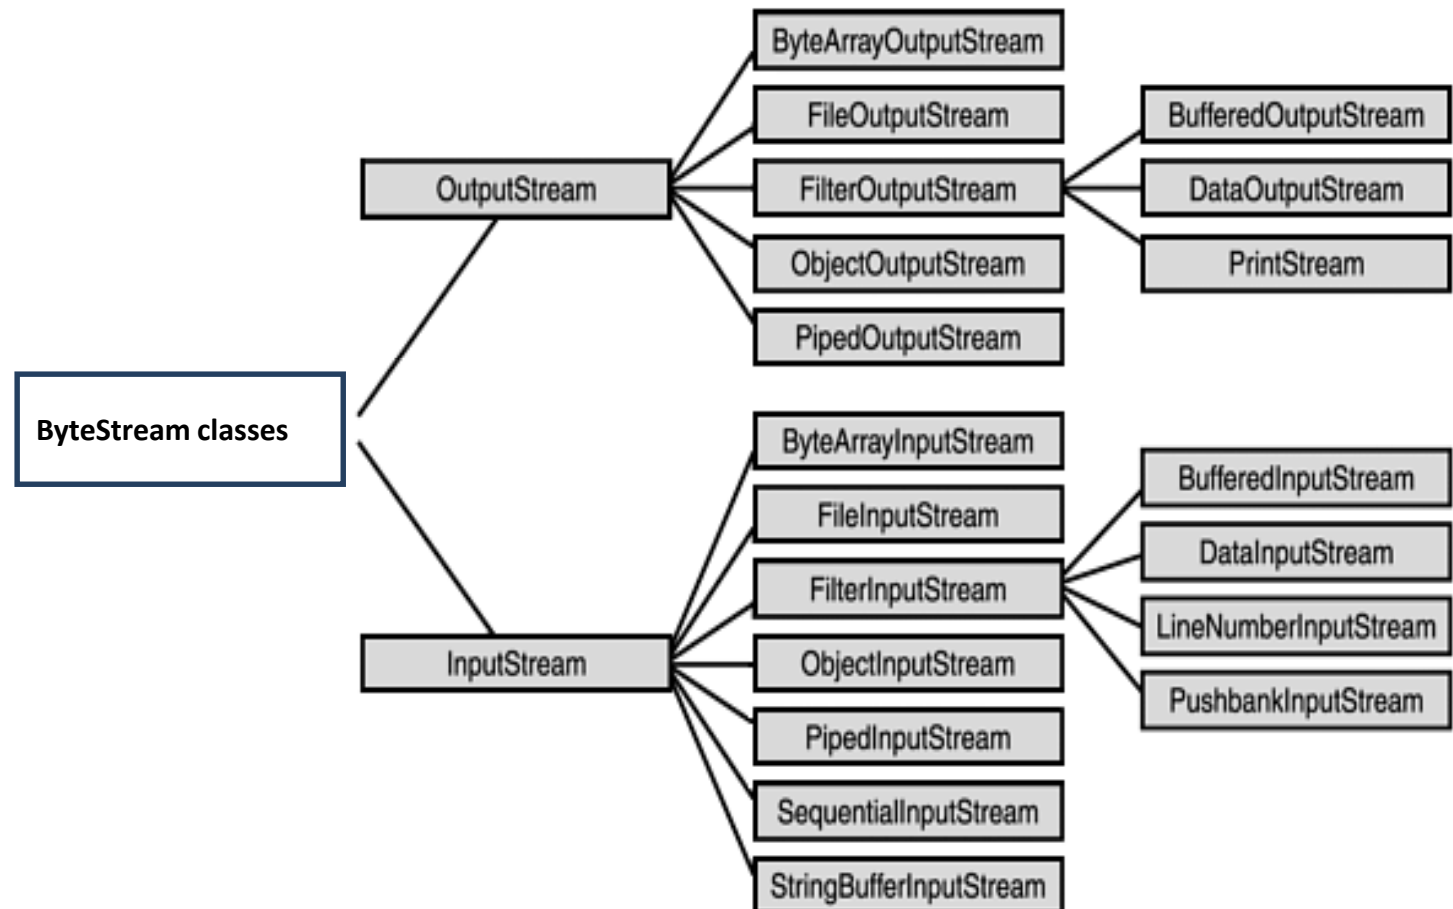 ByteStream classes
OutputStream
ByteArrayOutputStream
FileOutputStream
FilterOutputStream
ObjectOutputStream
PipedOutputStream
BufferedOutputStream
DataOutputStream
PrintStream
InputStream
ByteArrayInputStream
FileInputStream
FilterInputStream
ObjectInputStream
PipedInputStream
SequentialInputStream
StringBufferInputStream
BufferedInputStream
DataInputStream
LineNumberInputStream
PushbankInputStream